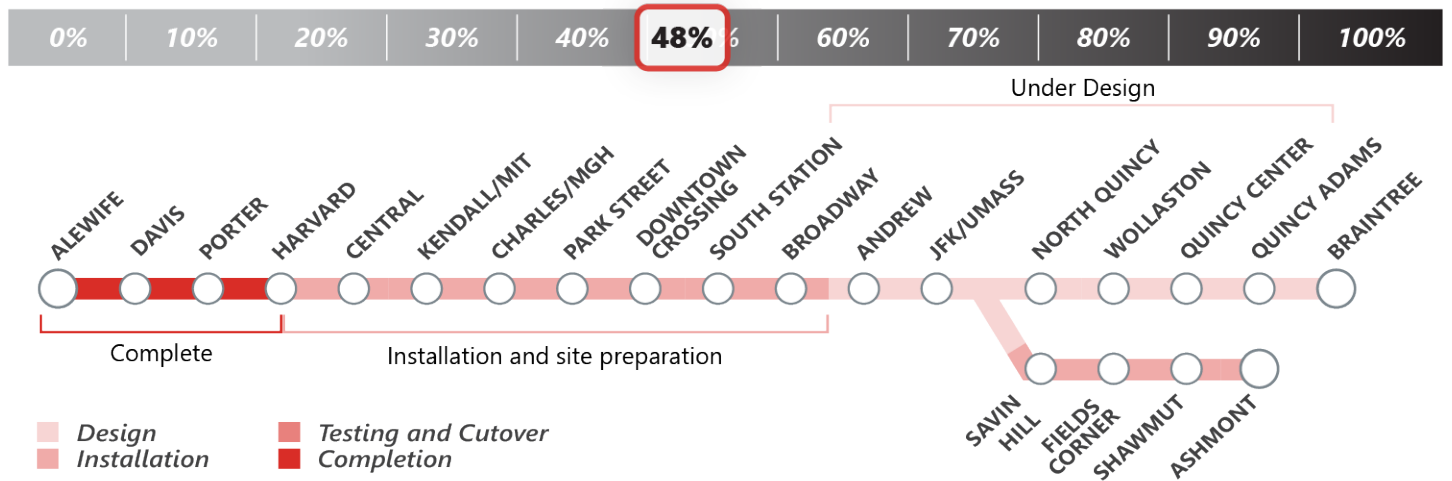 0% 10% 20% 30% 40% 48% % 60% 70% 80% 90% 100%
Under Design
ALEWIFE
DAVIS
PORTER
HARVARD
CENTRAL
KENDALL/MIT
CHARLES/MGH
PARK STREET
DOWNTOWN
CROSSING
SOUTH STATION
BROADWAY
ANDREW
JFK/UMASS
NORTH QUINCY
WOLLASTON
QUINCY CENTER
QUINCY ADAMS
BRAINTREE
Complete
Installation and site preparation
SAVIN
HILL
FIELDS
CORNER
SHAWMUT
ASHMONT
Design
Installation
Testing and Cutover
Completion